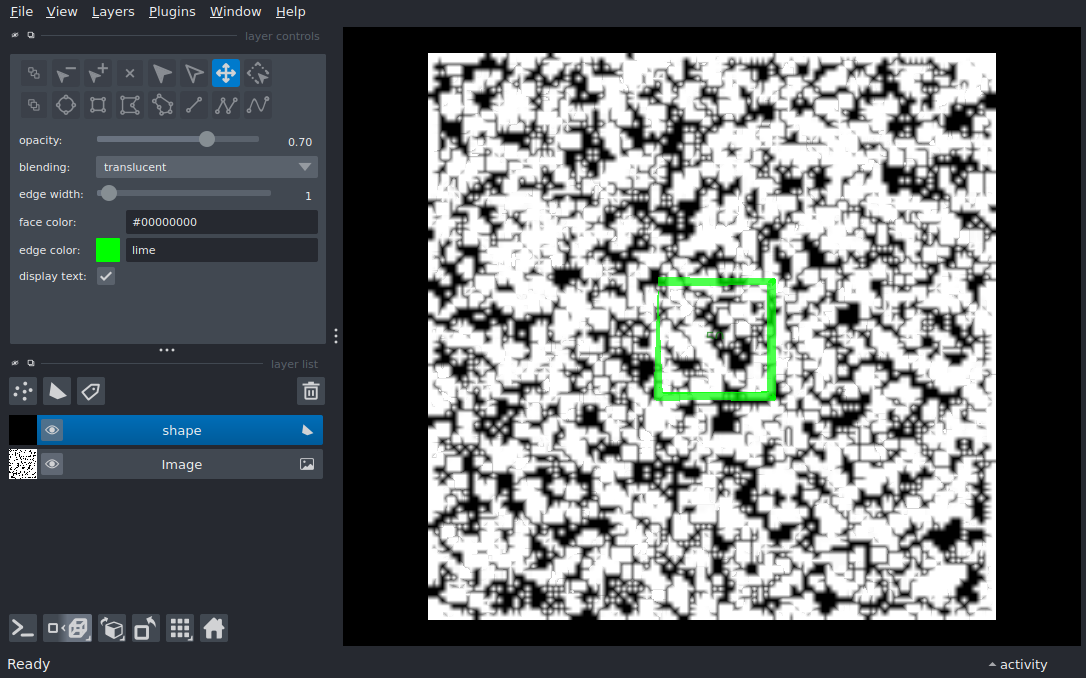 File View Layers Plugins Window Help
layer controls
opacity: 0.70
blending: translucent
edge width: 1
face color: #00000000
edge color: lime
display text:
layer list
shape
Image
Ready activity